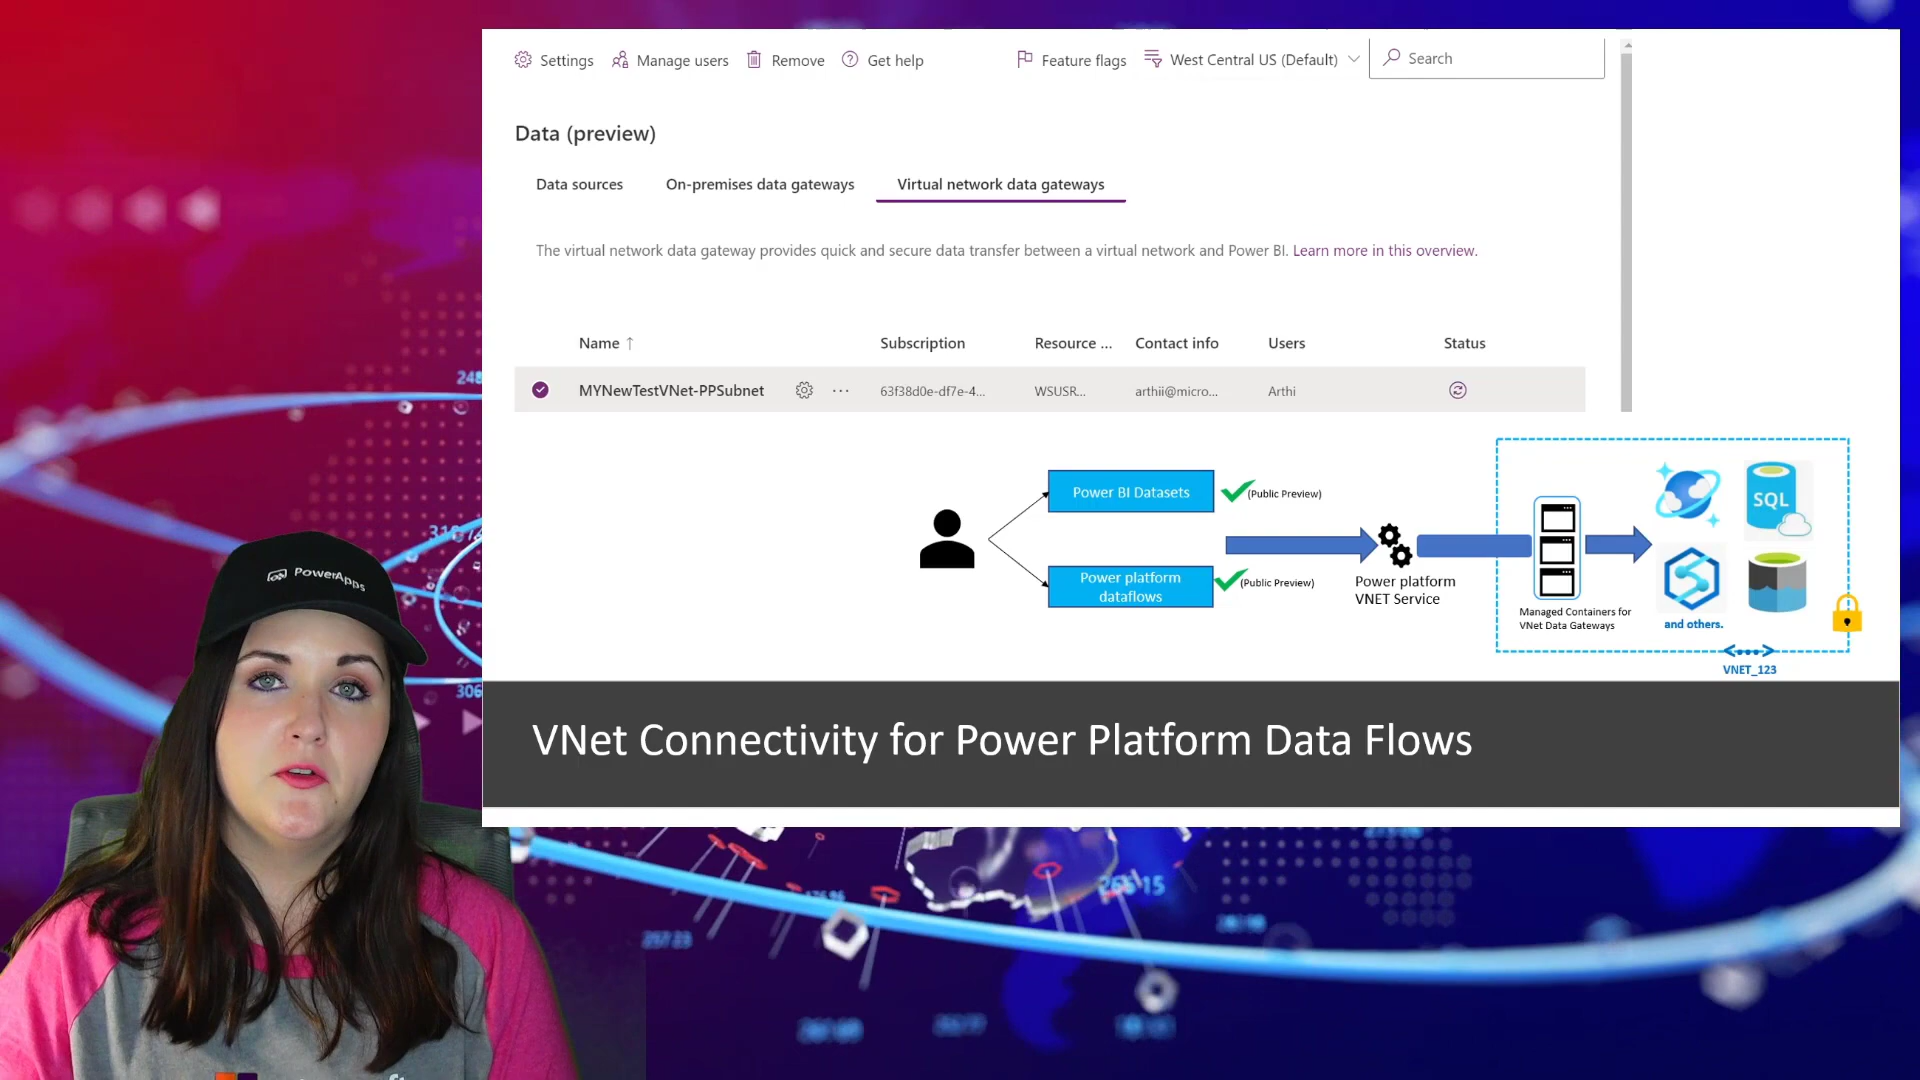 Settings Manage users Remove Get help Feature flags West Central US (Default) Search
Data (preview)
Data sources On-premises data gateways Virtual network data gateways
The virtual network data gateway provides quick and secure data transfer between a virtual network and Power BI. Learn more in this overview.
Name ↑ Subscription Resource ... Contact info Users Status
MYNewTestVNet-PPSubnet ... 63f38d0e-df7e-4... WSUSR... arthii@micro... Arthi
Power BI Datasets
(Public Preview)
Power platform
dataflows
(Public Preview)
Power platform
VNET Service
Managed Containers for
VNet Data Gateways
SQL
and others.
VNET_123
VNet Connectivity for Power Platform Data Flows
PowerApps
306